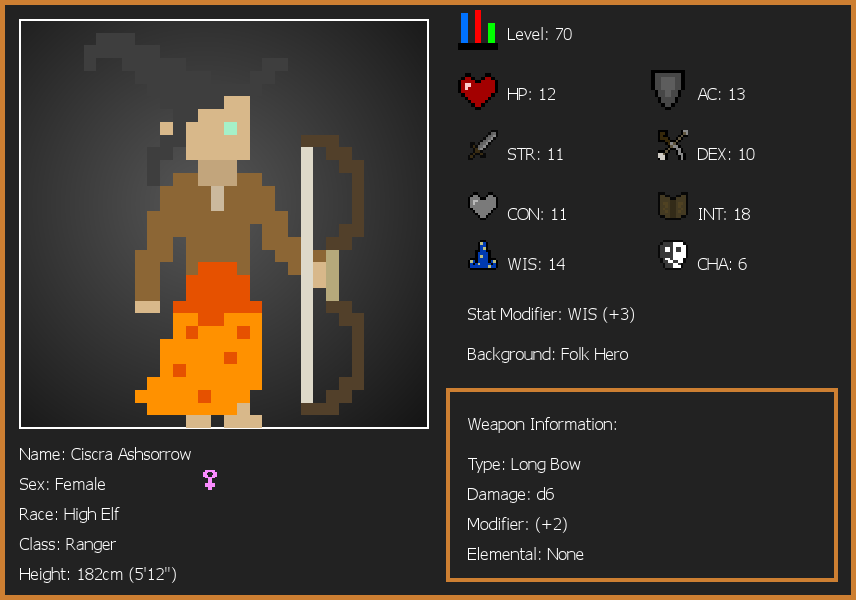 Level: 70
HP: 12
AC: 13
STR: 11
DEX: 10
CON: 11
INT: 18
WIS: 14
CHA: 6
Stat Modifier: WIS (+3)
Background: Folk Hero
Weapon Information:
Type: Long Bow
Damage: d6
Modifier: (+2)
Elemental: None
Name: Ciscra Ashsorrow
Sex: Female
Race: High Elf
Class: Ranger
Height: 182cm (5'12")